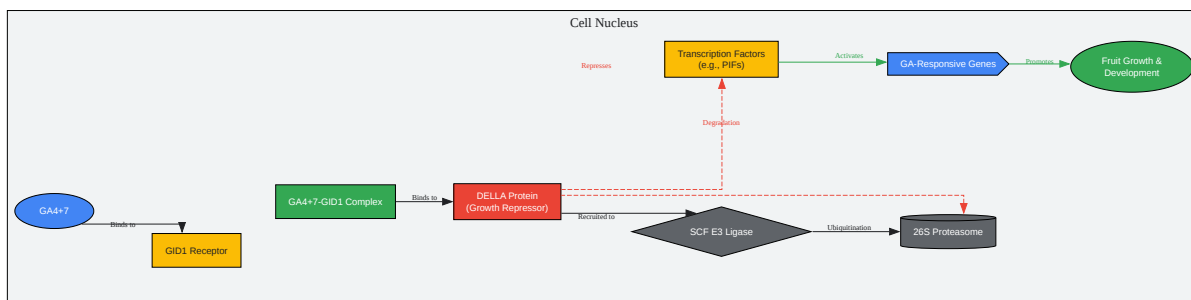 Cell Nucleus
Transcription Factors
(e.g., PIFs)
Represses
Activates
GA-Responsive Genes
Promotes
Fruit Growth &
Development
Degradation
GA4+7
Binds to
GID1 Receptor
GA4+7-GID1 Complex
Binds to
DELLA Protein
(Growth Repressor)
Recruited to
SCF E3 Ligase
Ubiquitination
26S Proteasome